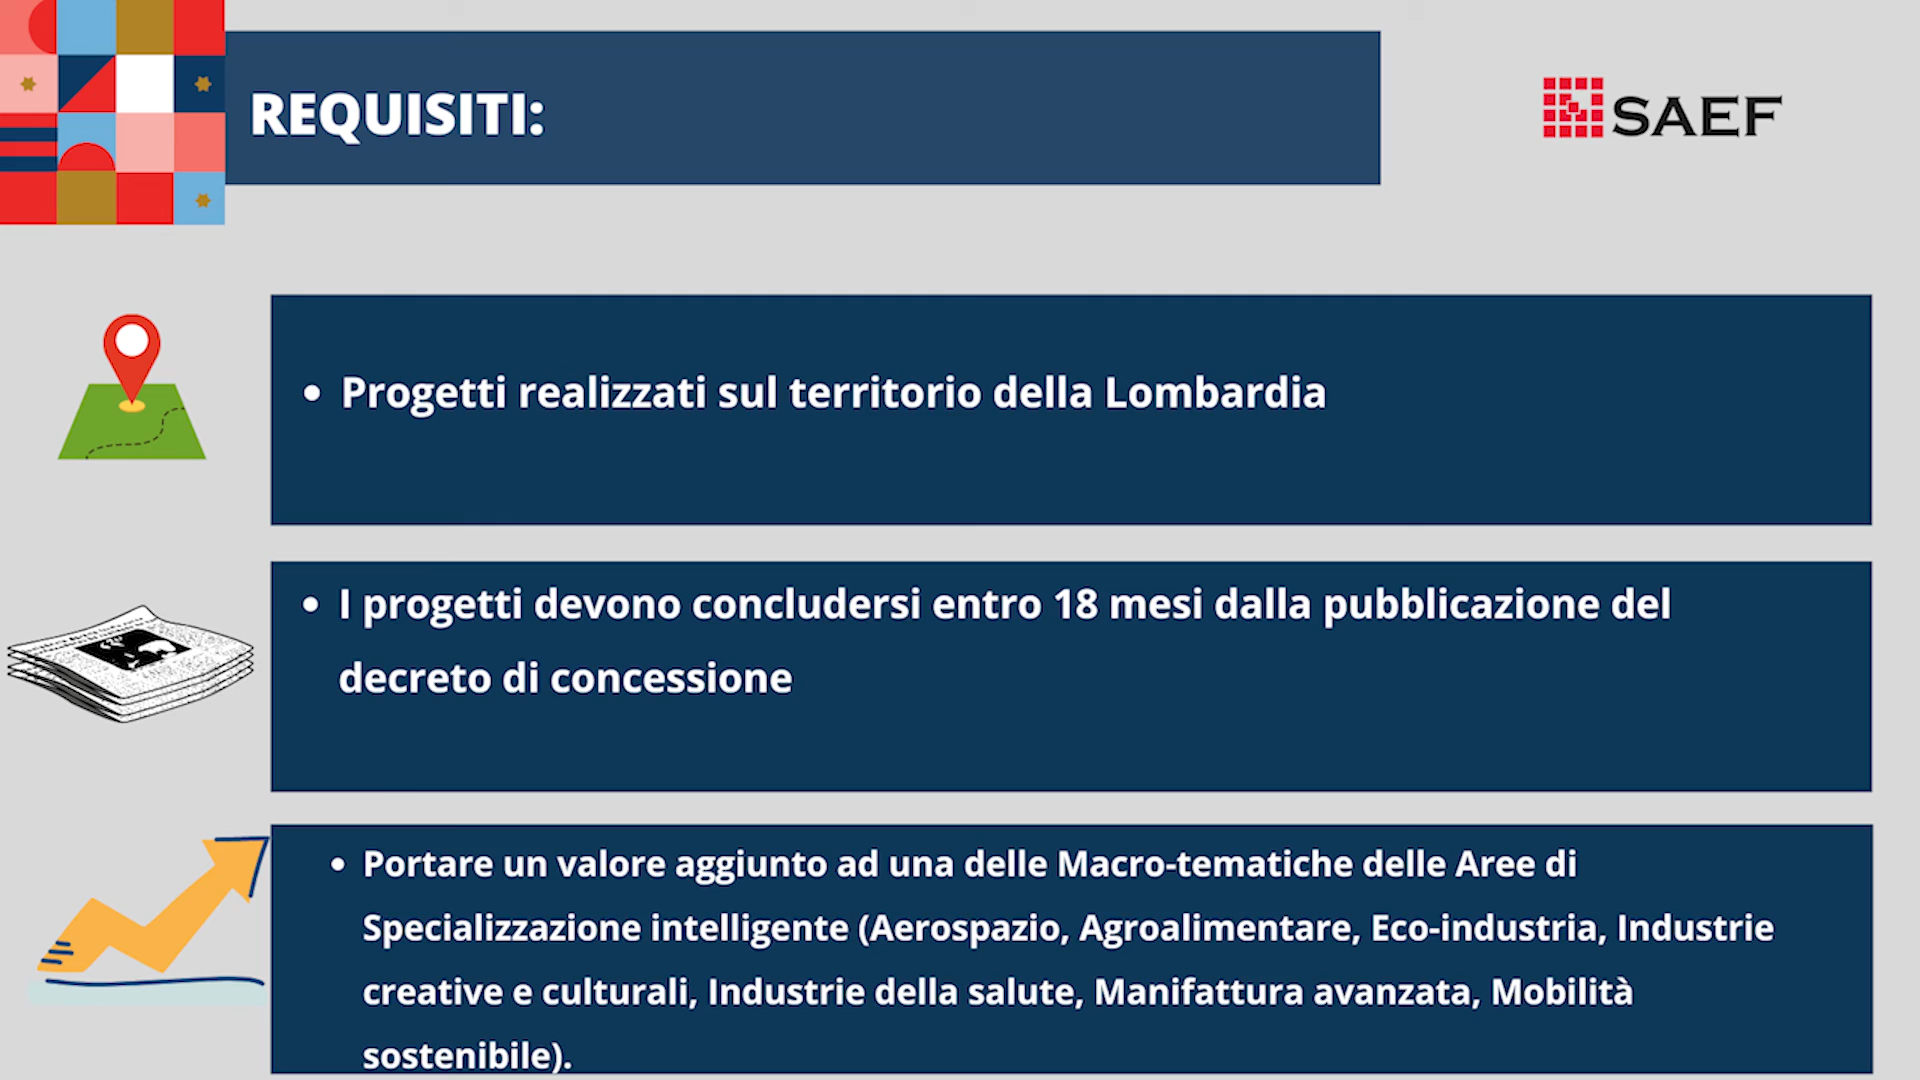 REQUISITI:
SAEF
• Progetti realizzati sul territorio della Lombardia
• I progetti devono concludersi entro 18 mesi dalla pubblicazione del
decreto di concessione
• Portare un valore aggiunto ad una delle Macro-tematiche delle Aree di
Specializzazione intelligente (Aerospazio, Agroalimentare, Eco-industria, Industrie
creative e culturali, Industrie della salute, Manifattura avanzata, Mobilità
sostenibile).